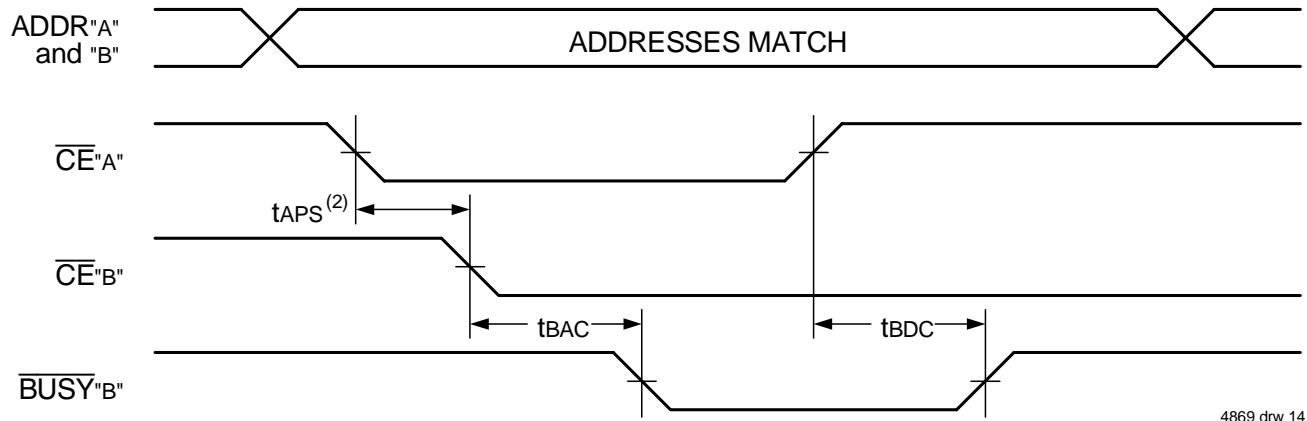 ADDR"A"
and "B"
ADDRESSES MATCH
CE"A"
tAPS(2)
CE"B"
tBAC
tBDC
BUSY"B"
4869 drw 14